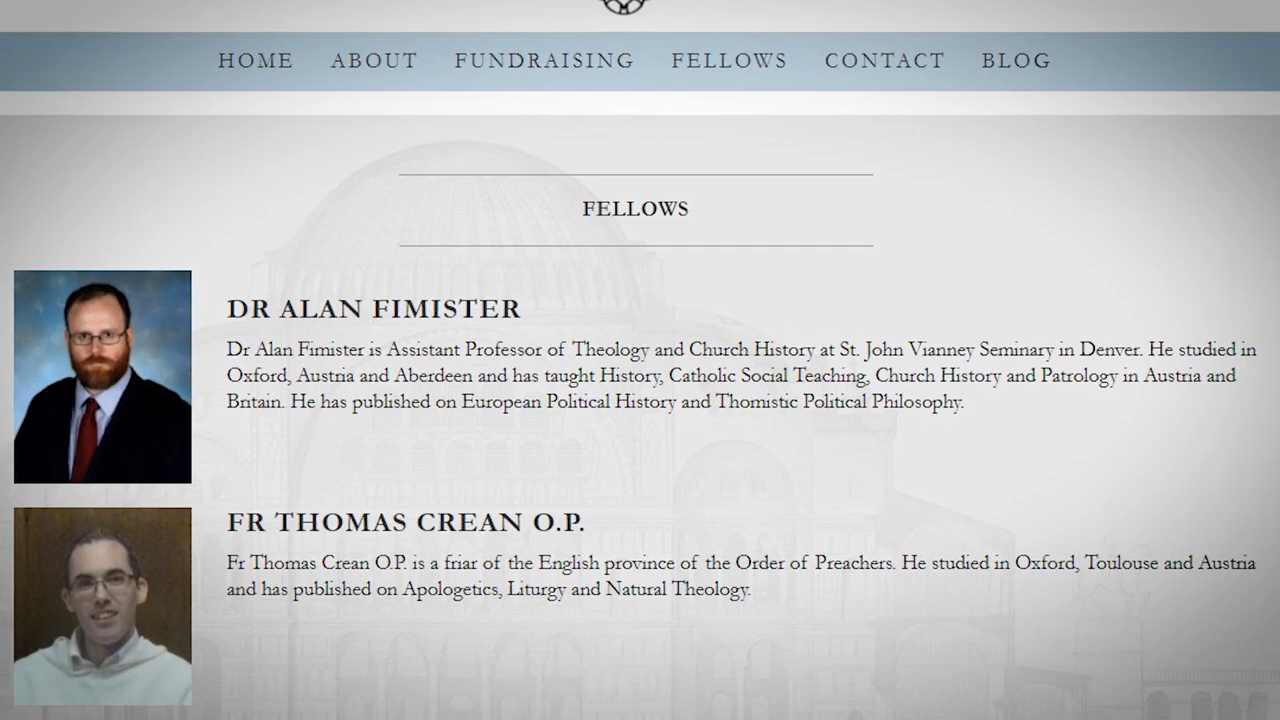 HOME ABOUT FUNDRAISING FELLOWS CONTACT BLOG
FELLOWS
DR ALAN FIMISTER
Dr Alan Fimister is Assistant Professor of Theology and Church History at St. John Vianney Seminary in Denver. He studied in
Oxford, Austria and Aberdeen and has taught History, Catholic Social Teaching, Church History and Patrology in Austria and
Britain. He has published on European Political History and Thomistic Political Philosophy.
FR THOMAS CREAN O.P.
Fr Thomas Crean O.P. is a friar of the English province of the Order of Preachers. He studied in Oxford, Toulouse and Austria
and has published on Apologetics, Liturgy and Natural Theology.